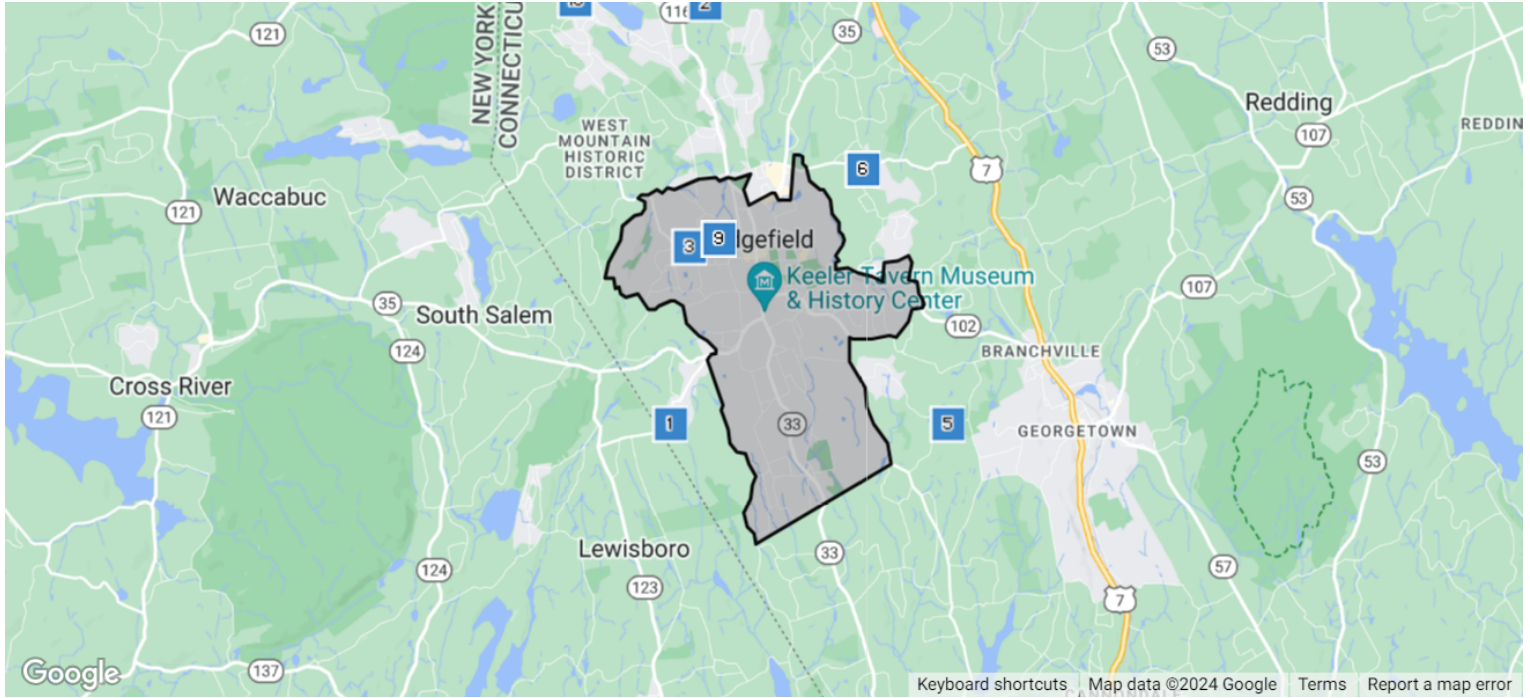 121
116
2
35
53
NEW YORK
CONNECTICU
Redding
107
REDDIN
WEST
MOUNTAIN
HISTORIC
DISTRICT
6
7
Waccabuc
121
53
3
9
dgefield
Keeler Tavern Museum
& History Center
107
35
South Salem
102
124
BRANCHVILLE
Cross River
121
1
33
5
GEORGETOWN
53
Lewisboro
33
124
123
57
7
137
Google
Keyboard shortcuts
Map data ©2024 Google
Terms
Report a map error